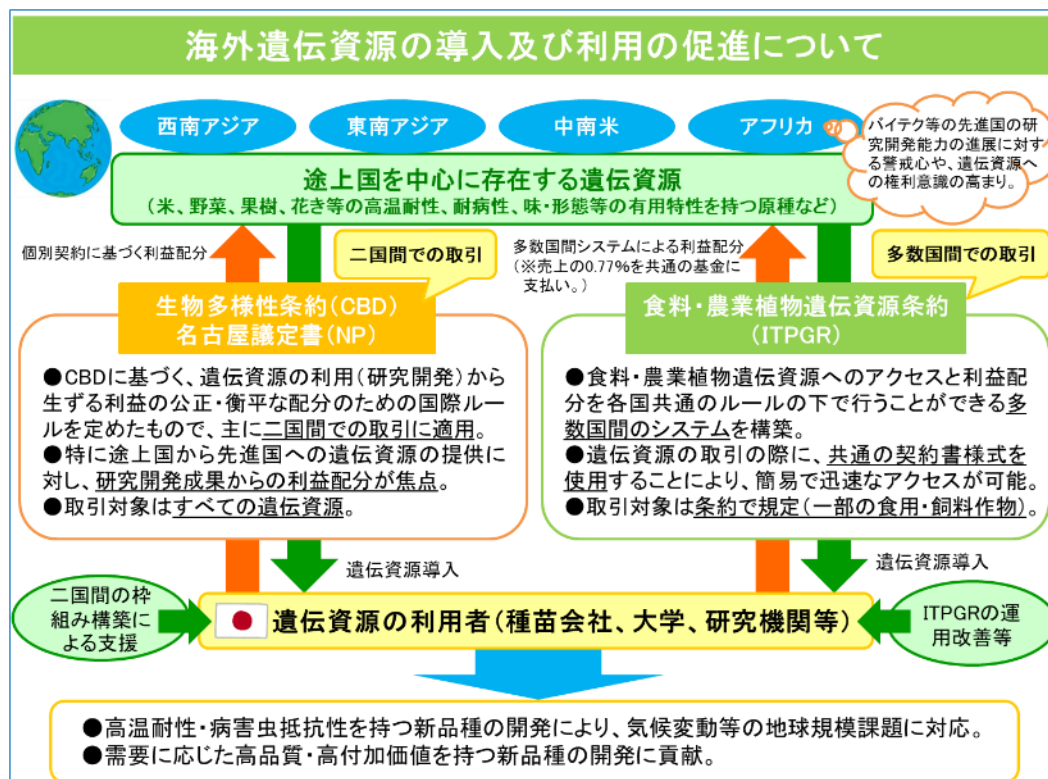 海外遺伝資源の導入及び利用の促進について
西南アジア
東南アジア
中南米
アフリカ
バイテク等の先進国の研
究開発能力の進展に対す
る警戒心や、遺伝資源へ
の権利意識の高まり。
途上国を中心に存在する遺伝資源
(米、野菜、果樹、花き等の高温耐性、耐病性、味・形態等の有用特性を持つ原種など)
個別契約に基づく利益配分
二国間での取引
多数国間システムによる利益配分
(※売上の0.77%を共通の基金に
支払い。)
多数国間での取引
生物多様性条約(CBD)
名古屋議定書(NP)
●CBDに基づく、遺伝資源の利用(研究開発)から
生ずる利益の公正・衡平な配分のための国際ルー
ルを定めたもので、主に二国間での取引に適用。
●特に途上国から先進国への遺伝資源の提供に
対し、研究開発成果からの利益配分が焦点。
●取引対象はすべての遺伝資源。
食料・農業植物遺伝資源条約
(ITPGR)
●食料・農業植物遺伝資源へのアクセスと利益配
分を各国共通のルールの下で行うことができる多
数国間のシステムを構築。
●遺伝資源の取引の際に、共通の契約書様式を
使用することにより、簡易で迅速なアクセスが可能。
●取引対象は条約で規定(一部の食用・飼料作物)。
遺伝資源導入
遺伝資源導入
二国間の枠
組み構築に
よる支援
遺伝資源の利用者(種苗会社、大学、研究機関等)
ITPGRの運
用改善等
●高温耐性・病害虫抵抗性を持つ新品種の開発により、気候変動等の地球規模課題に対応。
●需要に応じた高品質・高付加価値を持つ新品種の開発に貢献。